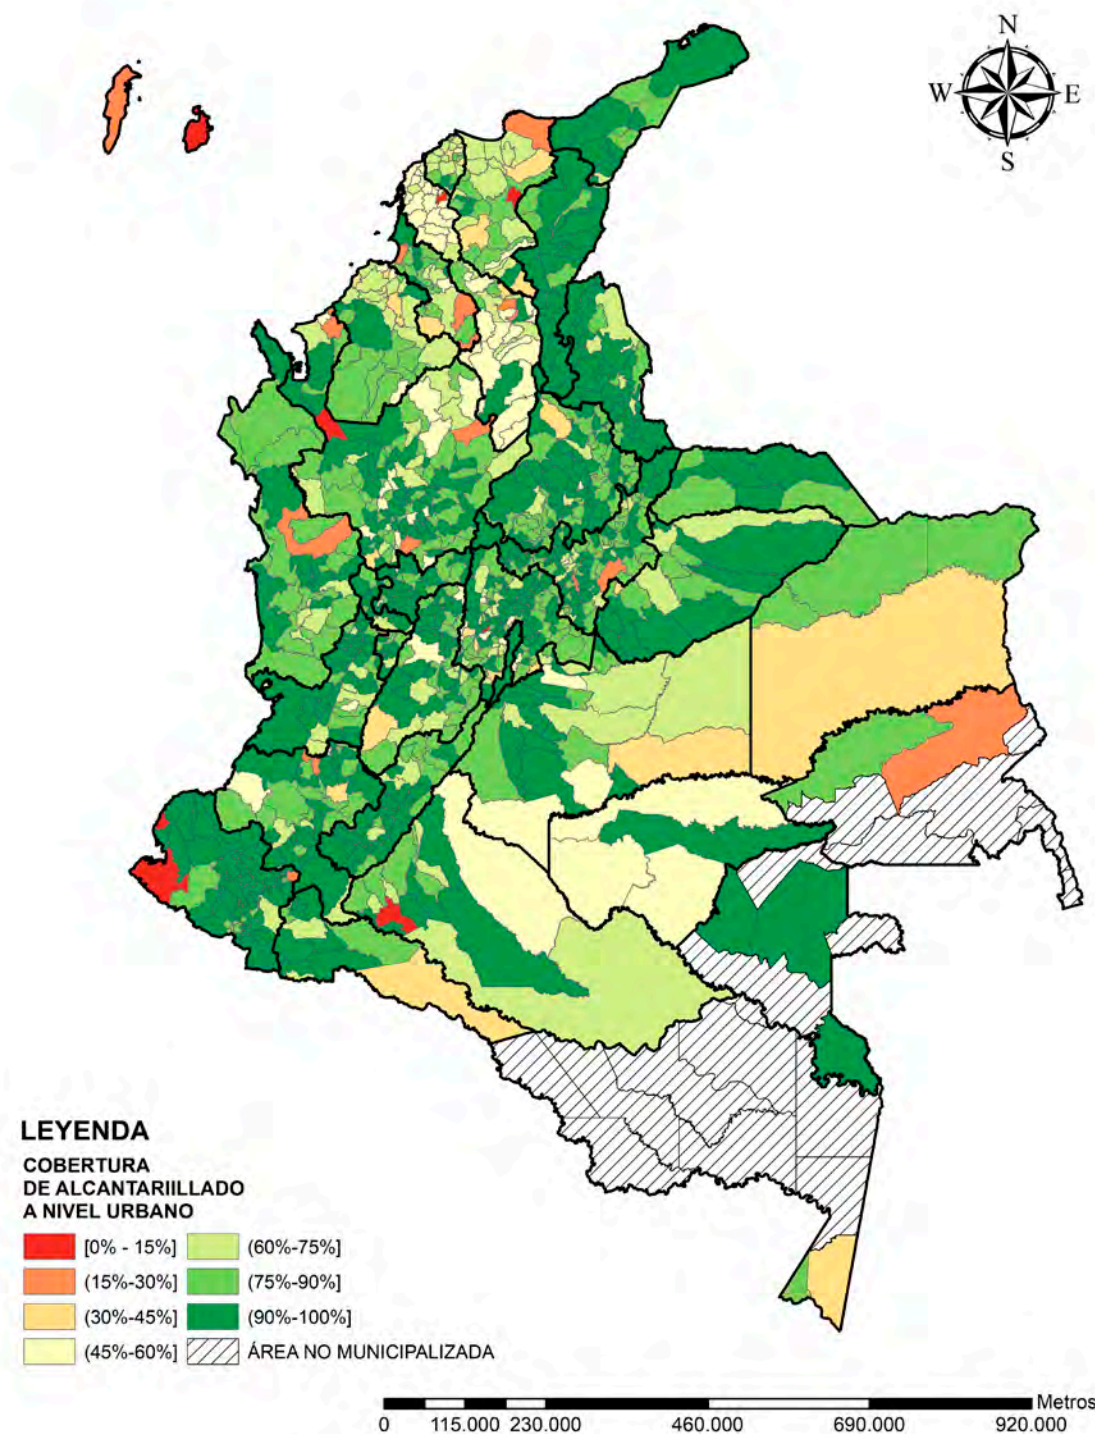 N
W E
S
LEYENDA
COBERTURA
DE ALCANTARIILLADO
A NIVEL URBANO
[0% - 15%] (60%-75%]
(15%-30%] (75%-90%]
(30%-45%] (90%-100%]
(45%-60%] ÁREA NO MUNICIPALIZADA
Metros
0 115.000 230.000 460.000 690.000 920.000